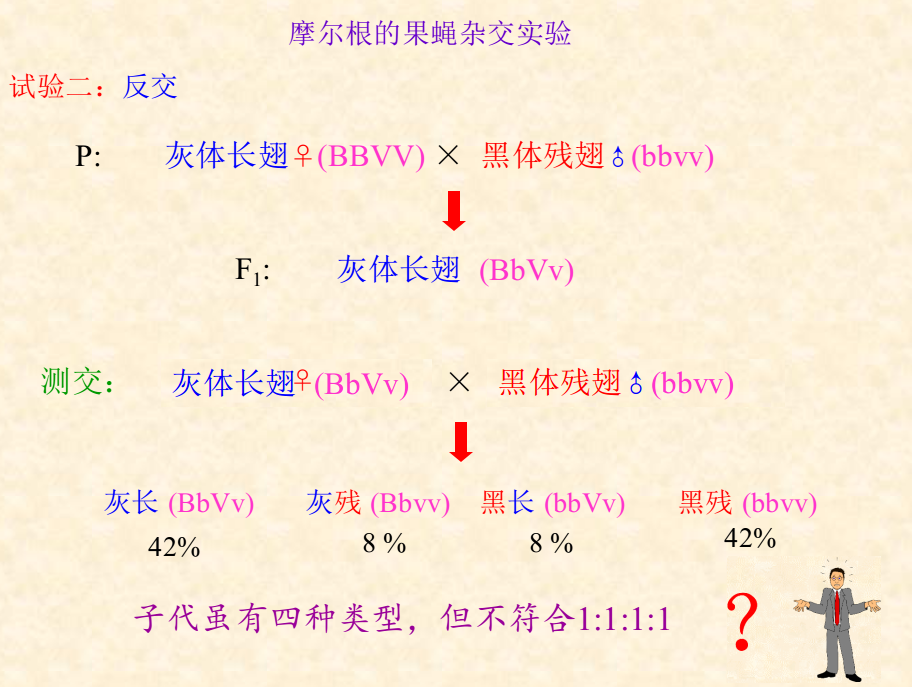 摩尔根的果蝇杂交实验
试验二：反交
P: 灰体长翅♀(BBVV) × 黑体残翅♂(bbvv)
F1: 灰体长翅 (BbVv)
测交： 灰体长翅♀(BbVv) × 黑体残翅♂(bbvv)
灰长 (BbVv) 灰残 (Bbvv) 黑长 (bbVv) 黑残 (bbvv)
42% 8 % 8 % 42%
子代虽有四种类型，但不符合1:1:1:1 ？